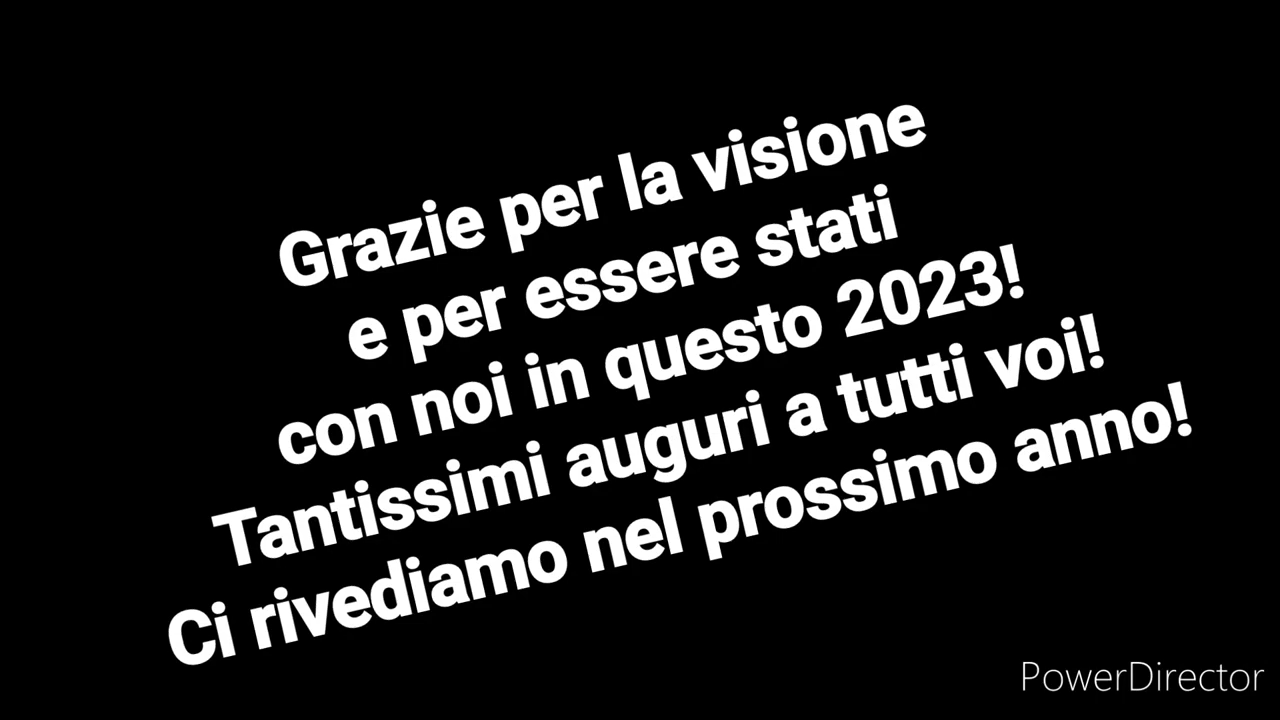 Grazie per la visione
e per essere stati
con noi in questo 2023!
Tantissimi auguri a tutti voi!
Ci rivediamo nel prossimo anno!
PowerDirector